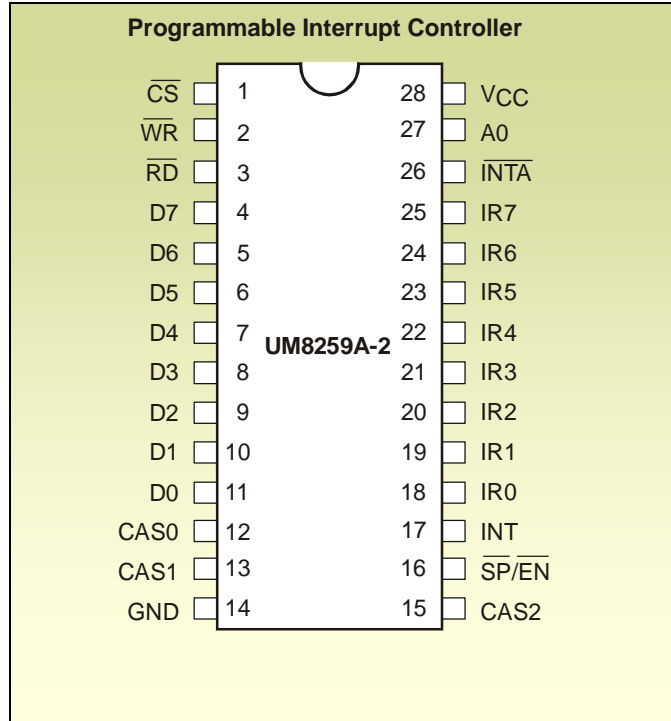 Programmable Interrupt Controller
CS 1 28 VCC
WR 2 27 A0
RD 3 26 INTA
D7 4 25 IR7
D6 5 24 IR6
D5 6 23 IR5
D4 7 22 IR4
UM8259A-2
D3 8 21 IR3
D2 9 20 IR2
D1 10 19 IR1
D0 11 18 IR0
CAS0 12 17 INT
CAS1 13 16 SP/EN
GND 14 15 CAS2